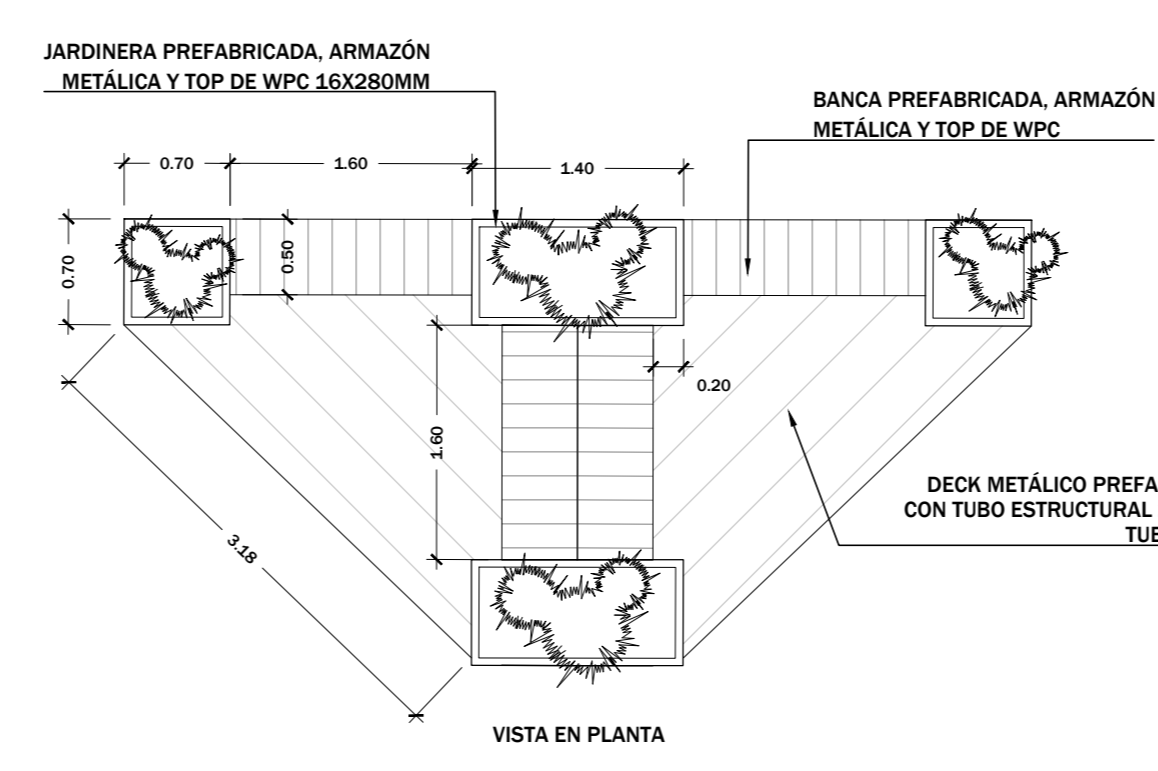 JARDINERA PREFABRICADA, ARMAZÓN
METÁLICA Y TOP DE WPC 16X280MM
BANCA PREFABRICADA, ARMAZÓN
METÁLICA Y TOP DE WPC
0.70
1.60
1.40
0.70
0.50
0.20
1.60
3.18
DECK METÁLICO PREFA
CON TUBO ESTRUCTURAL
TUB
VISTA EN PLANTA